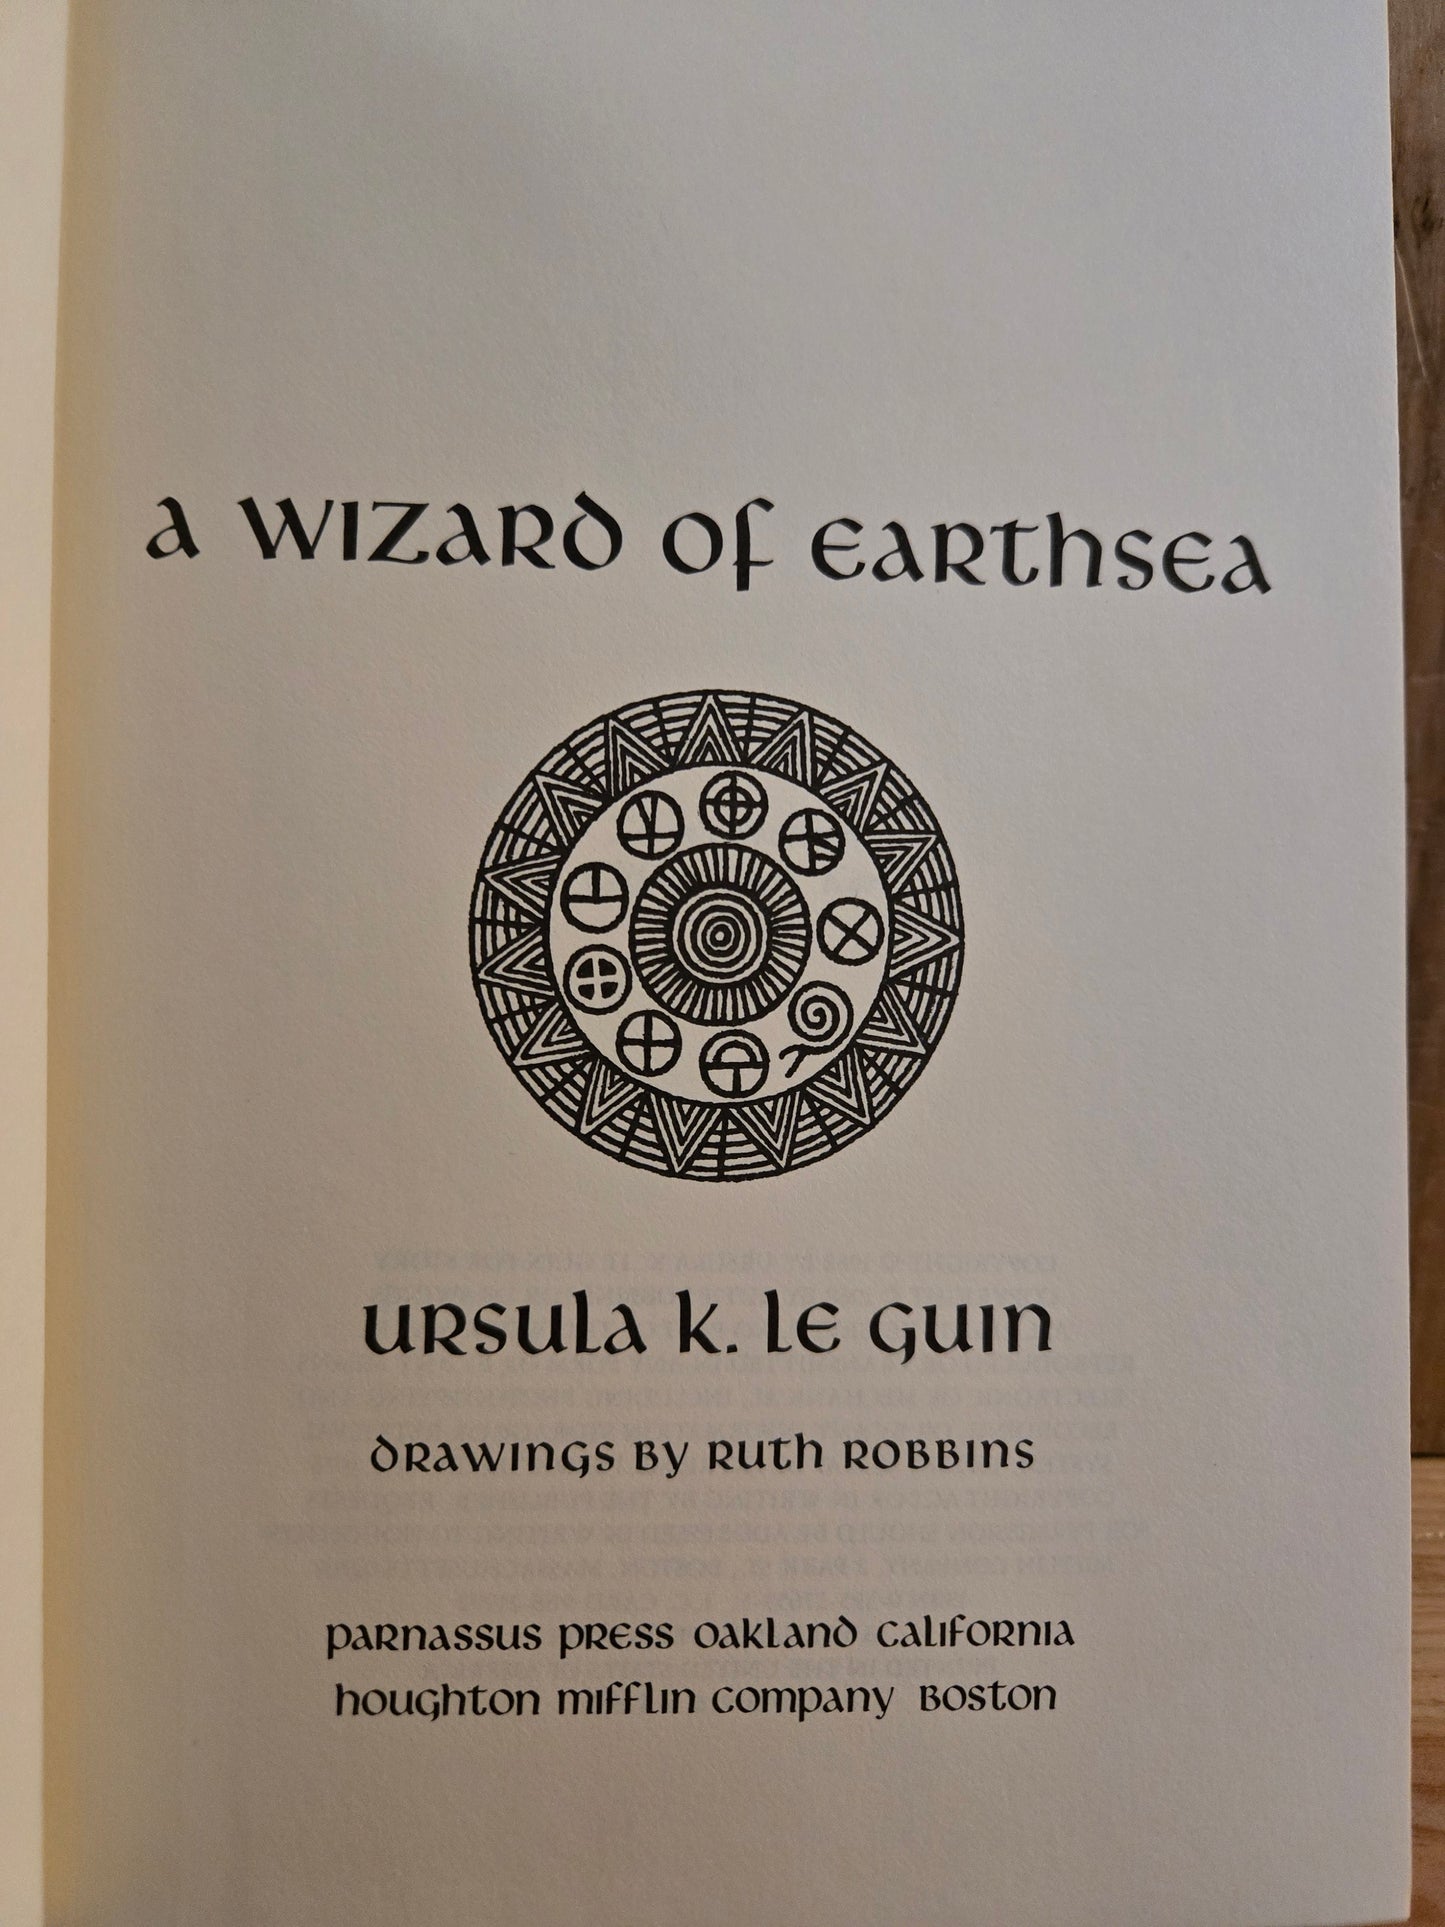 a wizard of earthsea
ursula k. le guin
drawings by ruth robbins
parnassus press oakland california
houghton mifflin company boston